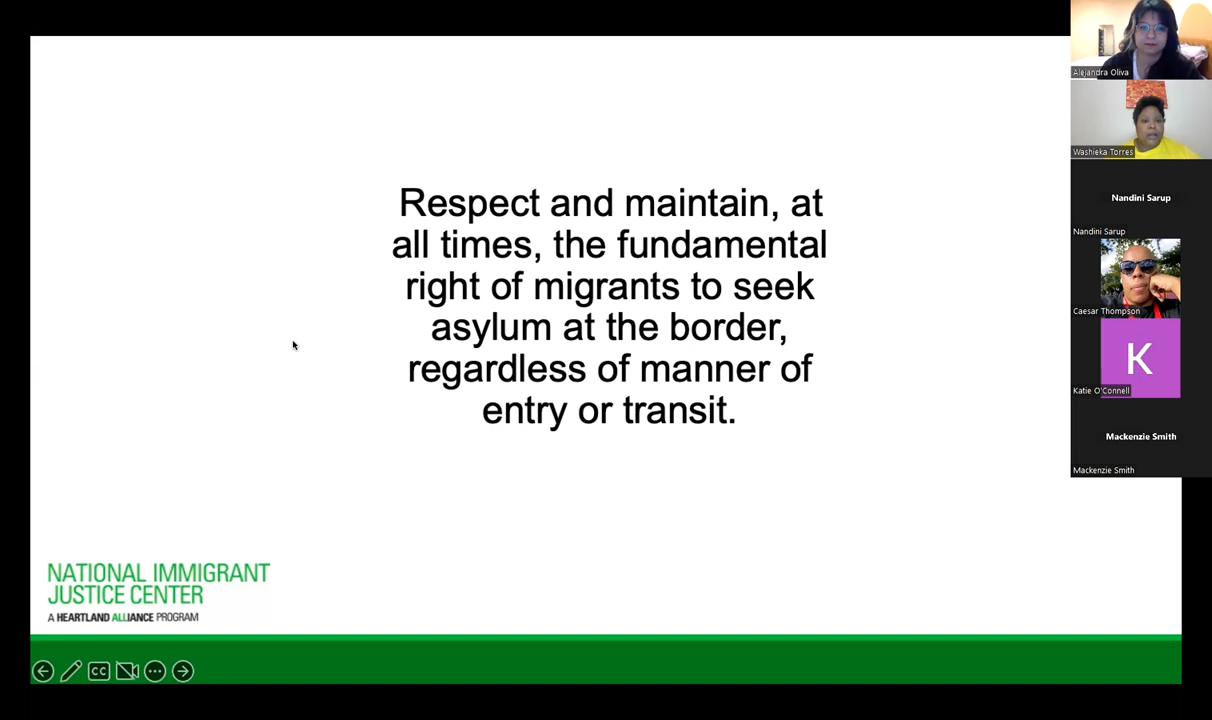 Respect and maintain, at
all times, the fundamental
right of migrants to seek
asylum at the border,
regardless of manner of
entry or transit.
NATIONAL IMMIGRANT
JUSTICE CENTER
A HEARTLAND ALLIANCE PROGRAM
CC
Alejandra Oliva
Washieka Torres
Nandini Sarup
Nandini Sarup
Caesar Thompson
K
Katie O'Connell
Mackenzie Smith
Mackenzie Smith